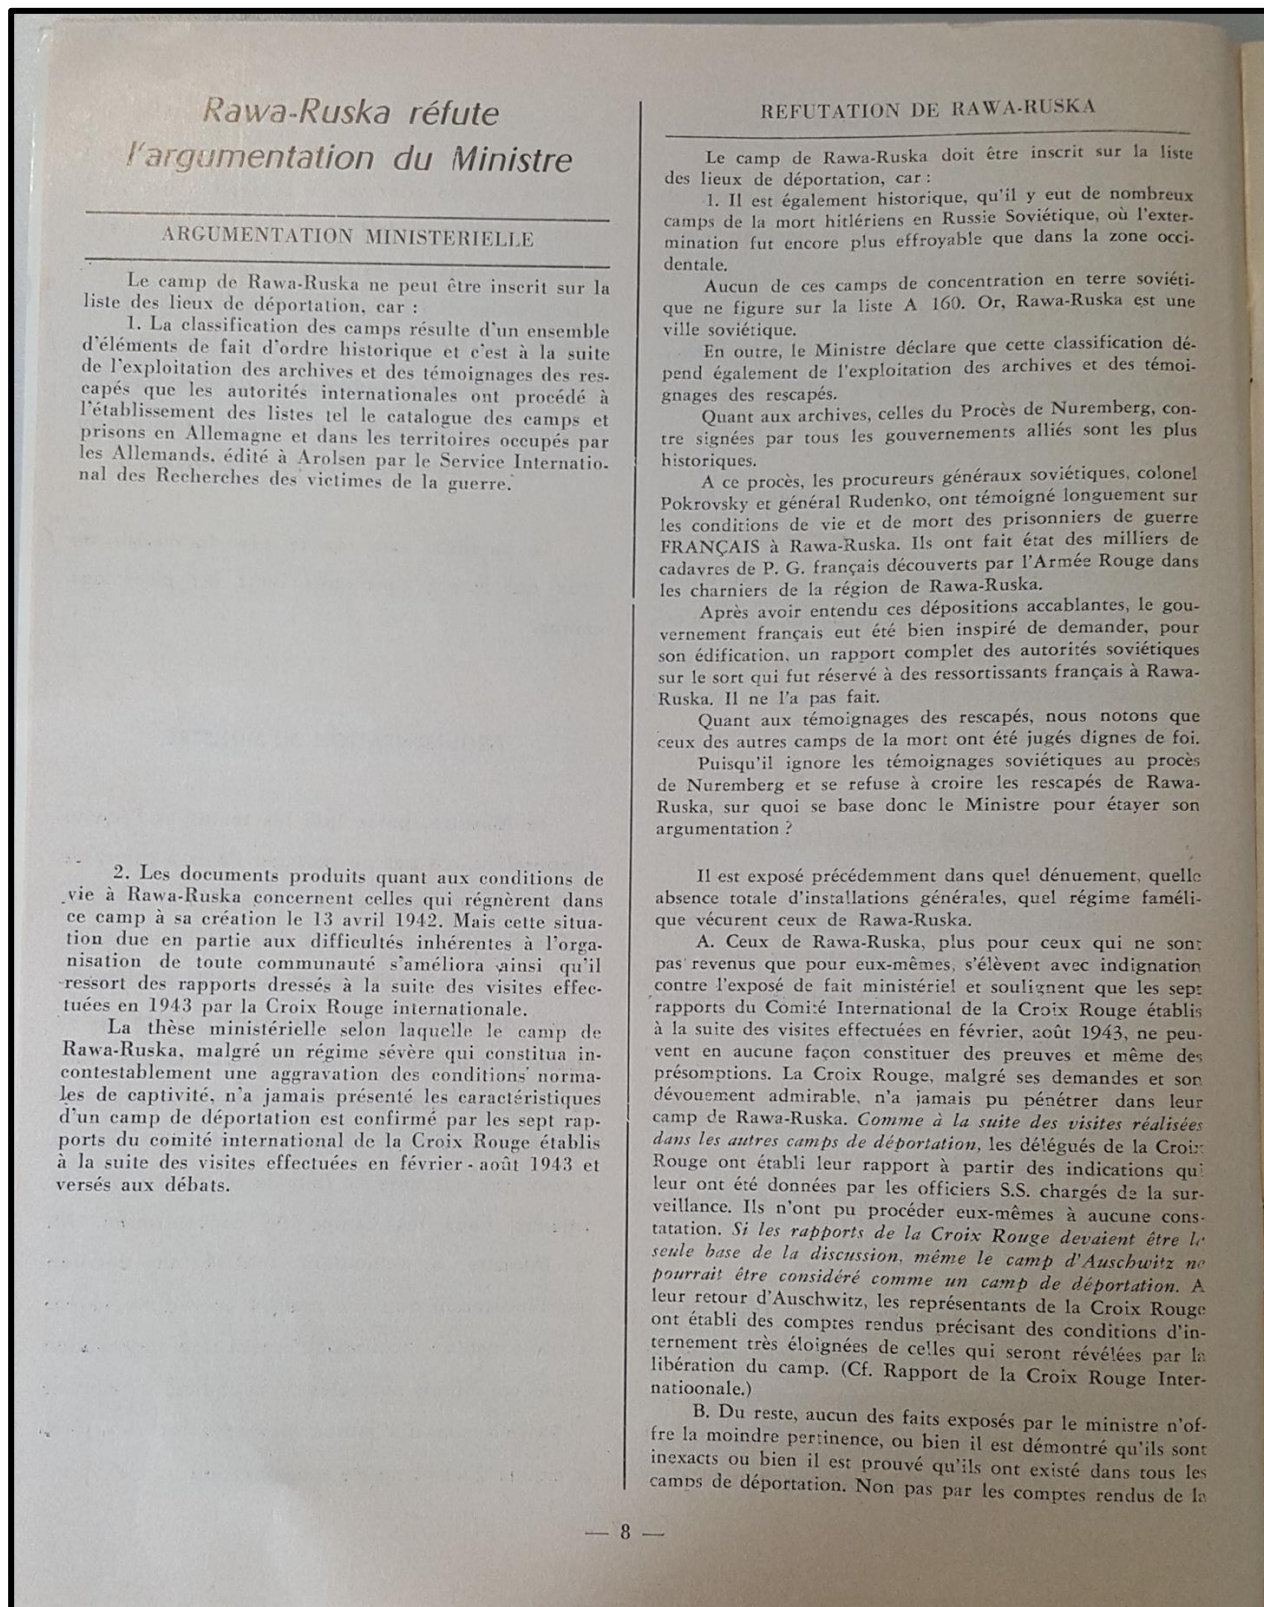 Rawa-Ruska réfute
l'argumentation du Ministre
ARGUMENTATION MINISTERIELLE
Le camp de Rawa-Ruska ne peut être inscrit sur la
liste des lieux de déportation, car :
1. La classification des camps résulte d'un ensemble
d'éléments de fait d'ordre historique et c'est à la suite
de l'exploitation des archives et des témoignages des res-
capés que les autorités internationales ont procédé à
l'établissement des listes tel le catalogue des camps et
prisons en Allemagne et dans les territoires occupés par
les Allemands, édité à Arolsen par le Service Internatio-
nal des Recherches des victimes de la guerre.
2. Les documents produits quant aux conditions de
vie à Rawa-Ruska concernent celles qui régnèrent dans
ce camp à sa création le 13 avril 1942. Mais cette situa-
tion due en partie aux difficultés inhérentes à l'orga-
nisation de toute communauté s'améliora ainsi qu'il
ressort des rapports dressés à la suite des visites effec-
tuées en 1943 par la Croix Rouge internationale.
La thèse ministérielle selon laquelle le camp de
Rawa-Ruska, malgré un régime sévère qui constitua in-
contestablement une aggravation des conditions norma-
les de captivité, n'a jamais présenté les caractéristiques
d'un camp de déportation est confirmé par les sept rap-
ports du comité international de la Croix Rouge établis
à la suite des visites effectuées en février - août 1943 et
versés aux débats.
REFUTATION DE RAWA-RUSKA
Le camp de Rawa-Ruska doit être inscrit sur la liste
des lieux de déportation, car :
1. Il est également historique, qu'il y eut de nombreux
camps de la mort hitlériens en Russie Soviétique, où l'exter-
mination fut encore plus effroyable que dans la zone occi-
dentale.
Aucun de ces camps de concentration en terre soviéti-
que ne figure sur la liste A 160. Or, Rawa-Ruska est une
ville soviétique.
En outre, le Ministre déclare que cette classification dé-
pend également de l'exploitation des archives et des témoi-
gnages des rescapés.
Quant aux archives, celles du Procès de Nuremberg, con-
tre signées par tous les gouvernements alliés sont les plus
historiques.
A ce procès, les procureurs généraux soviétiques, colonel
Pokrovsky et général Rudenko, ont témoigné longuement sur
les conditions de vie et de mort des prisonniers de guerre
FRANÇAIS à Rawa-Ruska. Ils ont fait état des milliers de
cadavres de P. G. français découverts par l'Armée Rouge dans
les charniers de la région de Rawa-Ruska.
Après avoir entendu ces dépositions accablantes, le gou-
vernement français eut été bien inspiré de demander, pour
son édification, un rapport complet des autorités soviétiques
sur le sort qui fut réservé à des ressortissants français à Rawa-
Ruska. Il ne l'a pas fait.
Quant aux témoignages des rescapés, nous notons que
ceux des autres camps de la mort ont été jugés dignes de foi.
Puisqu'il ignore les témoignages soviétiques au procès
de Nuremberg et se refuse à croire les rescapés de Rawa-
Ruska, sur quoi se base donc le Ministre pour étayer son
argumentation ?
Il est exposé précédemment dans quel dénuement, quelle
absence totale d'installations générales, quel régime faméli-
que vécurent ceux de Rawa-Ruska.
A. Ceux de Rawa-Ruska, plus pour ceux qui ne sont
pas revenus que pour eux-mêmes, s'élèvent avec indignation
contre l'exposé de fait ministériel et soulignent que les sept
rapports du Comité International de la Croix Rouge établis
à la suite des visites effectuées en février, août 1943, ne peu-
vent en aucune façon constituer des preuves et même des
présomptions. La Croix Rouge, malgré ses demandes et son
dévouement admirable, n'a jamais pu pénétrer dans leur
camp de Rawa-Ruska. Comme à la suite des visites réalisées
dans les autres camps de déportation, les délégués de la Croix
Rouge ont établi leur rapport à partir des indications qui
leur ont été données par les officiers S.S. chargés de la sur-
veillance. Ils n'ont pu procéder eux-mêmes à aucune cons-
tatation. Si les rapports de la Croix Rouge devaient être le
seule base de la discussion, même le camp d'Auschwitz ne
pourrait être considéré comme un camp de déportation. A
leur retour d'Auschwitz, les représentants de la Croix Rouge
ont établi des comptes rendus précisant des conditions d'in-
ternement très éloignées de celles qui seront révélées par la
libération du camp. (Cf. Rapport de la Croix Rouge Inter-
natioonale.)
B. Du reste, aucun des faits exposés par le ministre n'of-
fre la moindre pertinence, ou bien il est démontré qu'ils sont
inexacts ou bien il est prouvé qu'ils ont existé dans tous les
camps de déportation. Non pas par les comptes rendus de la
— 8 —